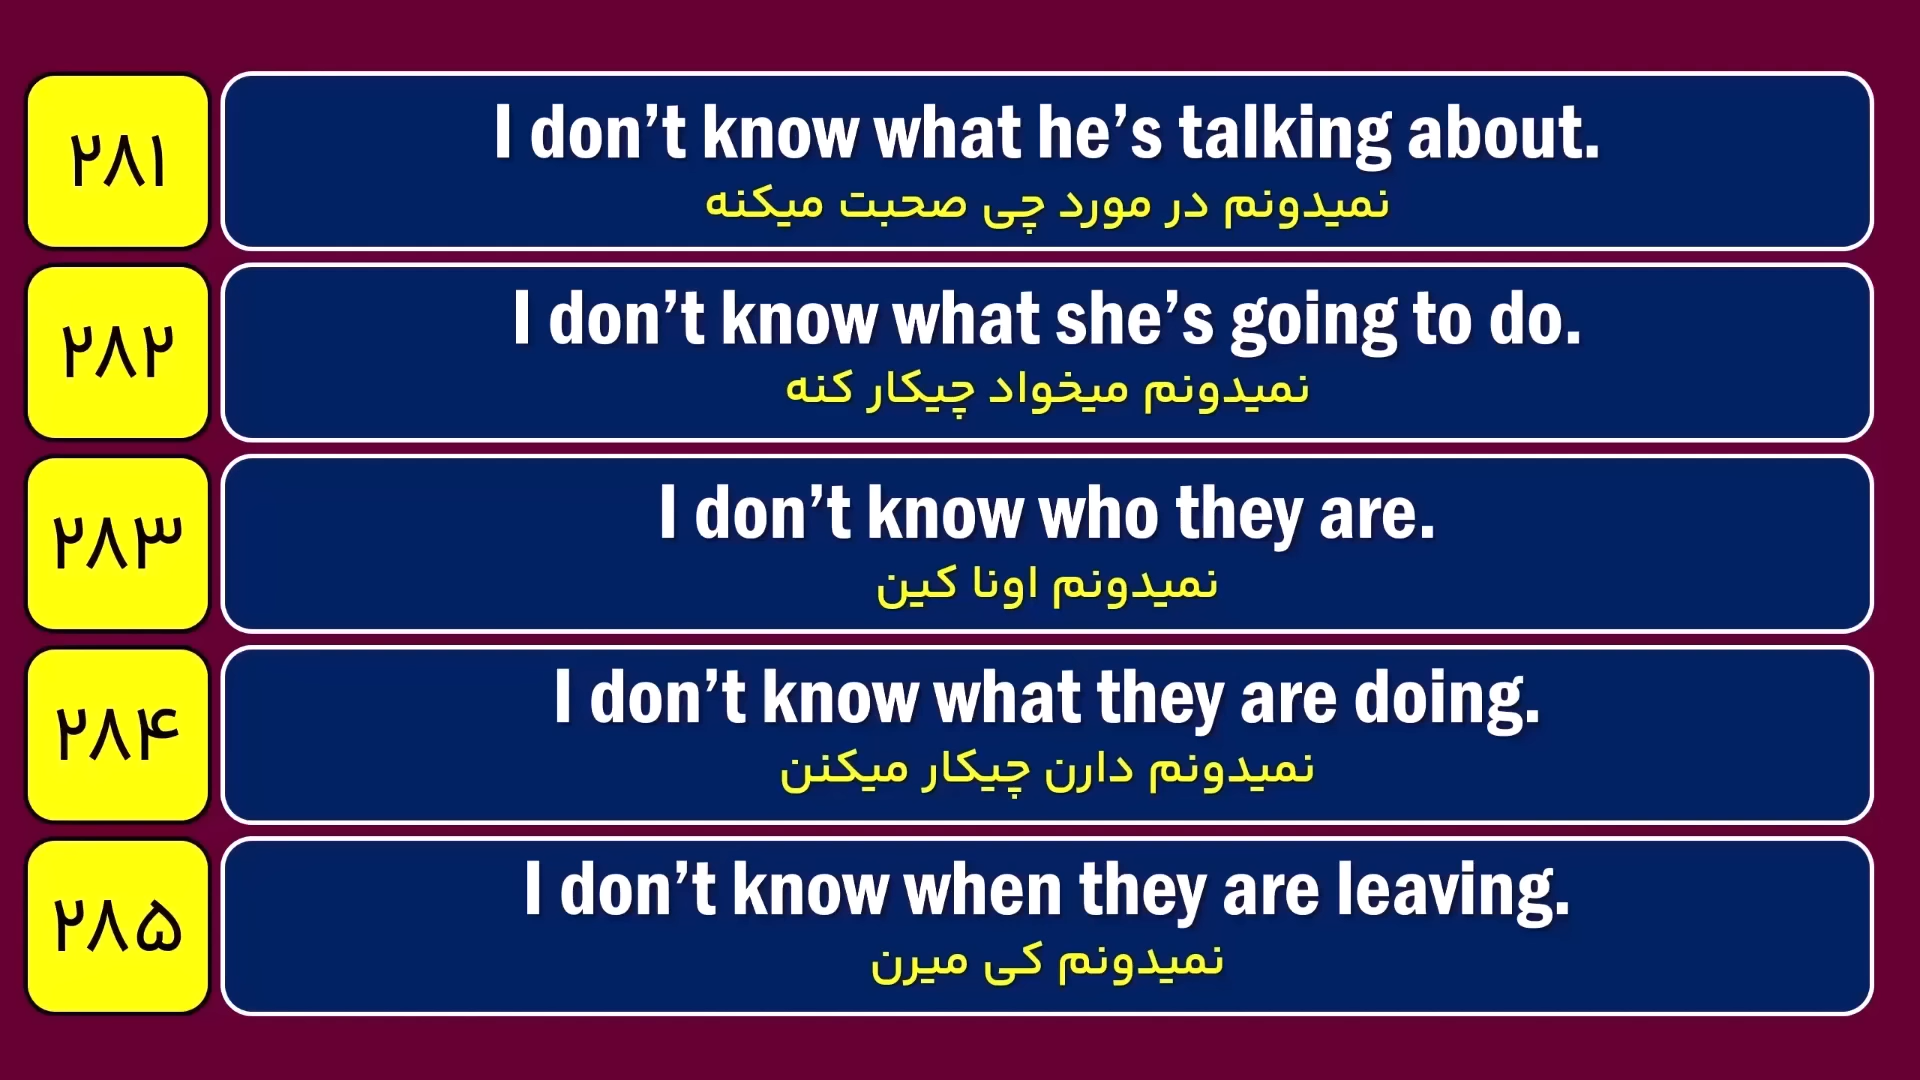 ۲۸۱
I don’t know what he’s talking about.
نمیدونم در مورد چی صحبت میکنه
۲۸۲
I don’t know what she’s going to do.
نمیدونم میخواد چیکار کنه
۲۸۳
I don’t know who they are.
نمیدونم اونا کین
۲۸۴
I don’t know what they are doing.
نمیدونم دارن چیکار میکنن
۲۸۵
I don’t know when they are leaving.
نمیدونم کی میرن